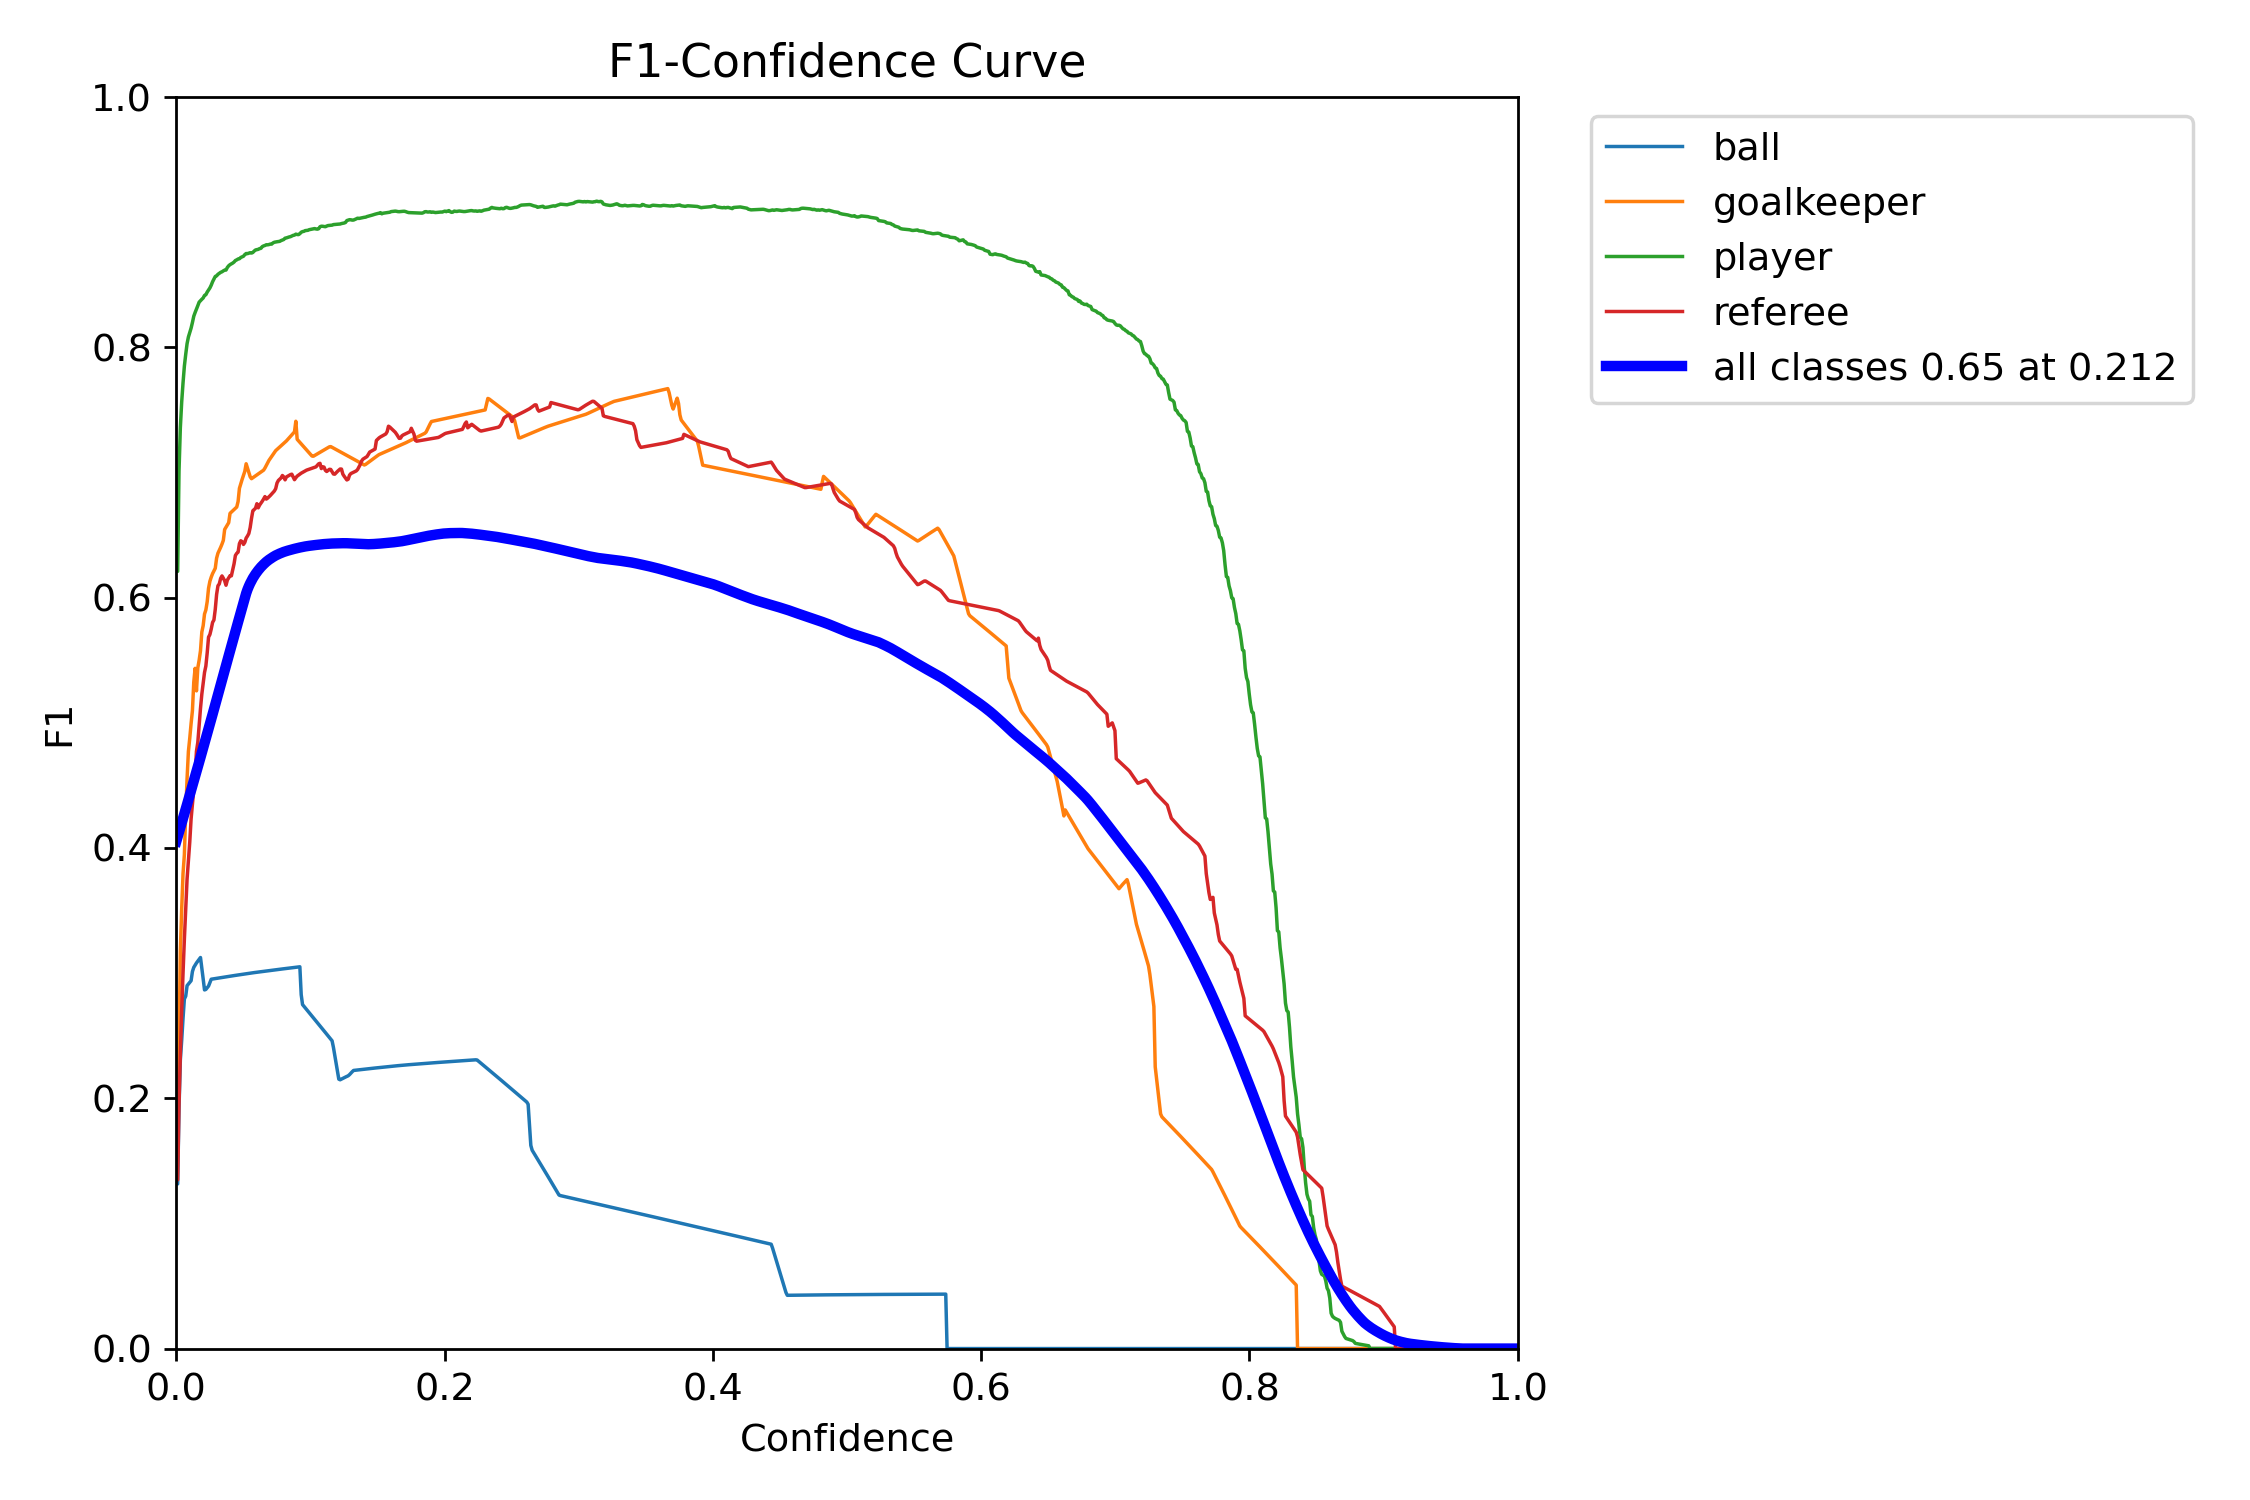 F1-Confidence Curve
1.0
0.8
0.6
0.4
0.2
0.0
F1
0.0 0.2 0.4 0.6 0.8 1.0
Confidence
ball
goalkeeper
player
referee
all classes 0.65 at 0.212